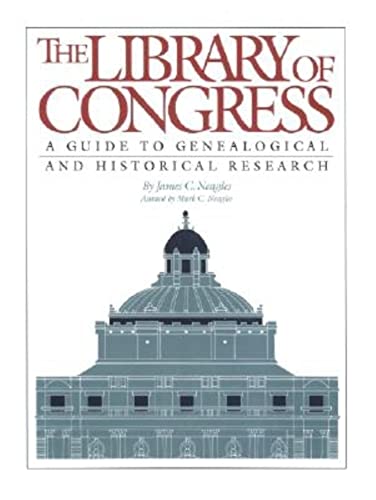 THE LIBRARY OF
CONGRESS
A GUIDE TO GENEALOGICAL
AND HISTORICAL RESEARCH
By James C. Neagles
Assisted by Mark C. Neagles